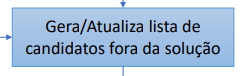 Gera/Atualiza lista de
candidatos fora da solução